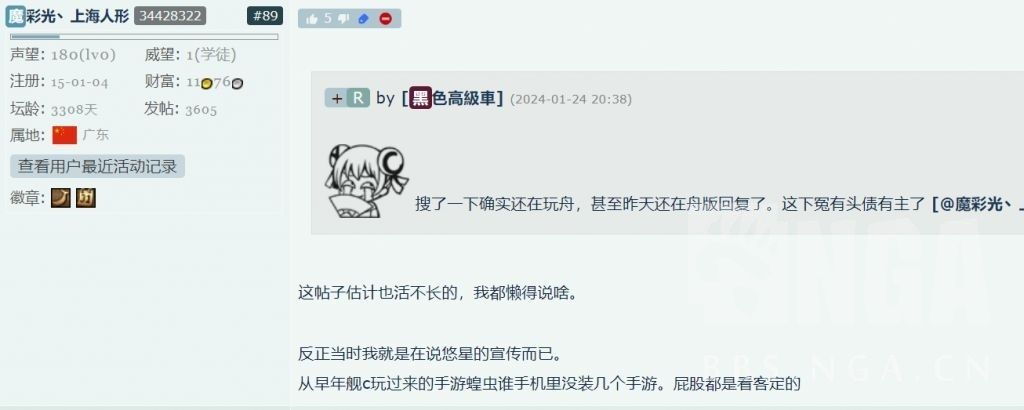 魔彩光、上海人形 34428322 #89
5
声望: 180(lv0) 威望: 1(学徒)
注册: 15-01-04 财富: 11 76
坛龄: 3308天 发帖: 3605
属地: 广东
查看用户最近活动记录
徽章:
+ R by [黑色高級車] (2024-01-24 20:38)
搜了一下确实还在玩舟，甚至昨天还在舟版回复了。这下冤有头债有主了 [@魔彩光、
这帖子估计也活不长的，我都懒得说啥。
反正当时我就是在说悠星的宣传而已。
从早年舰c玩过来的手游蝗虫谁手机里没装几个手游。屁股都是看客定的
NGA
BBS.NGA.CN